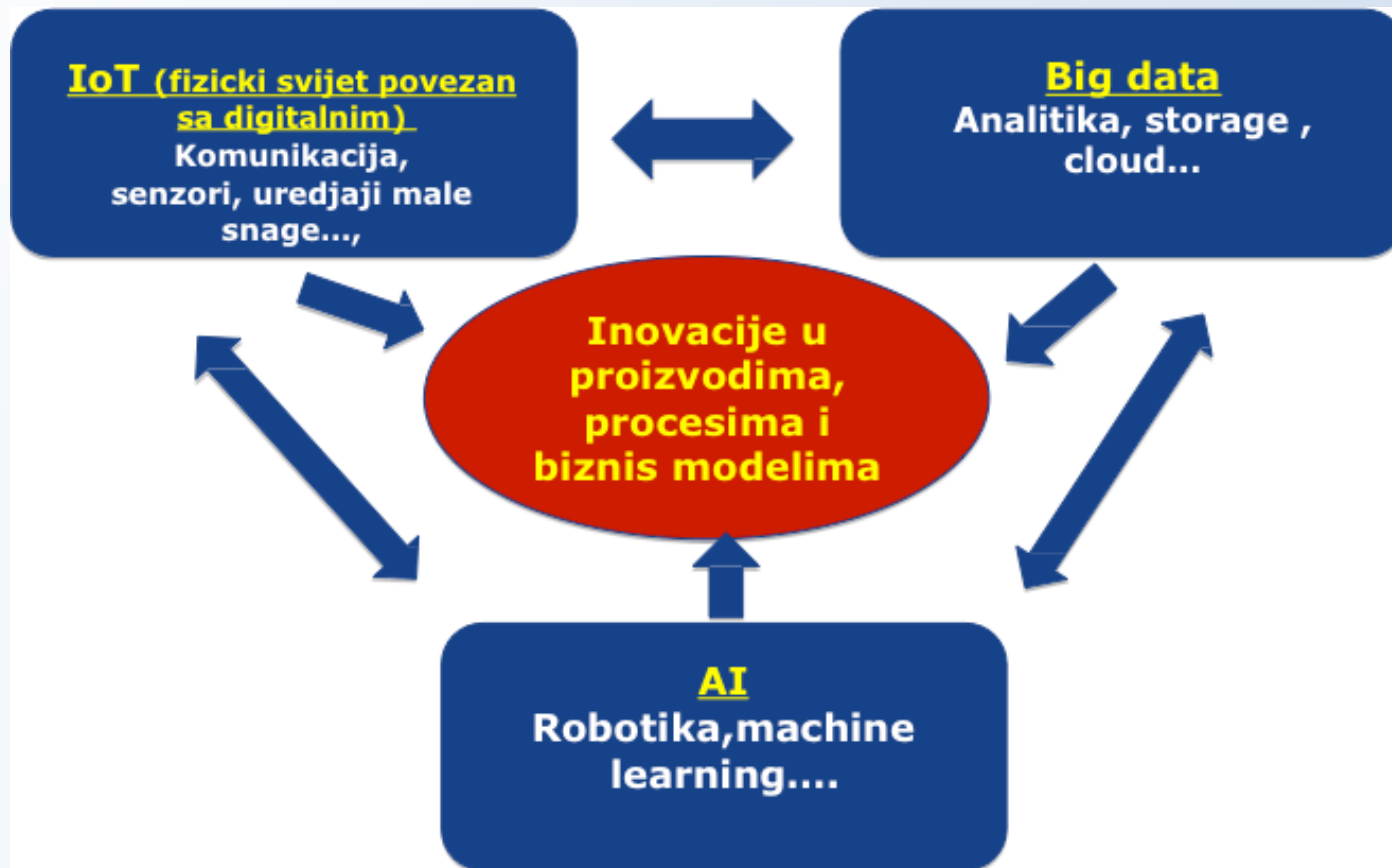 IoT (fizicki svijet povezan
sa digitalnim)
Komunikacija,
senzori, uredjaji male
snage...,
Big data
Analitika, storage ,
cloud...
Inovacije u
proizvodima,
procesima i
biznis modelima
AI
Robotika,machine
learning....